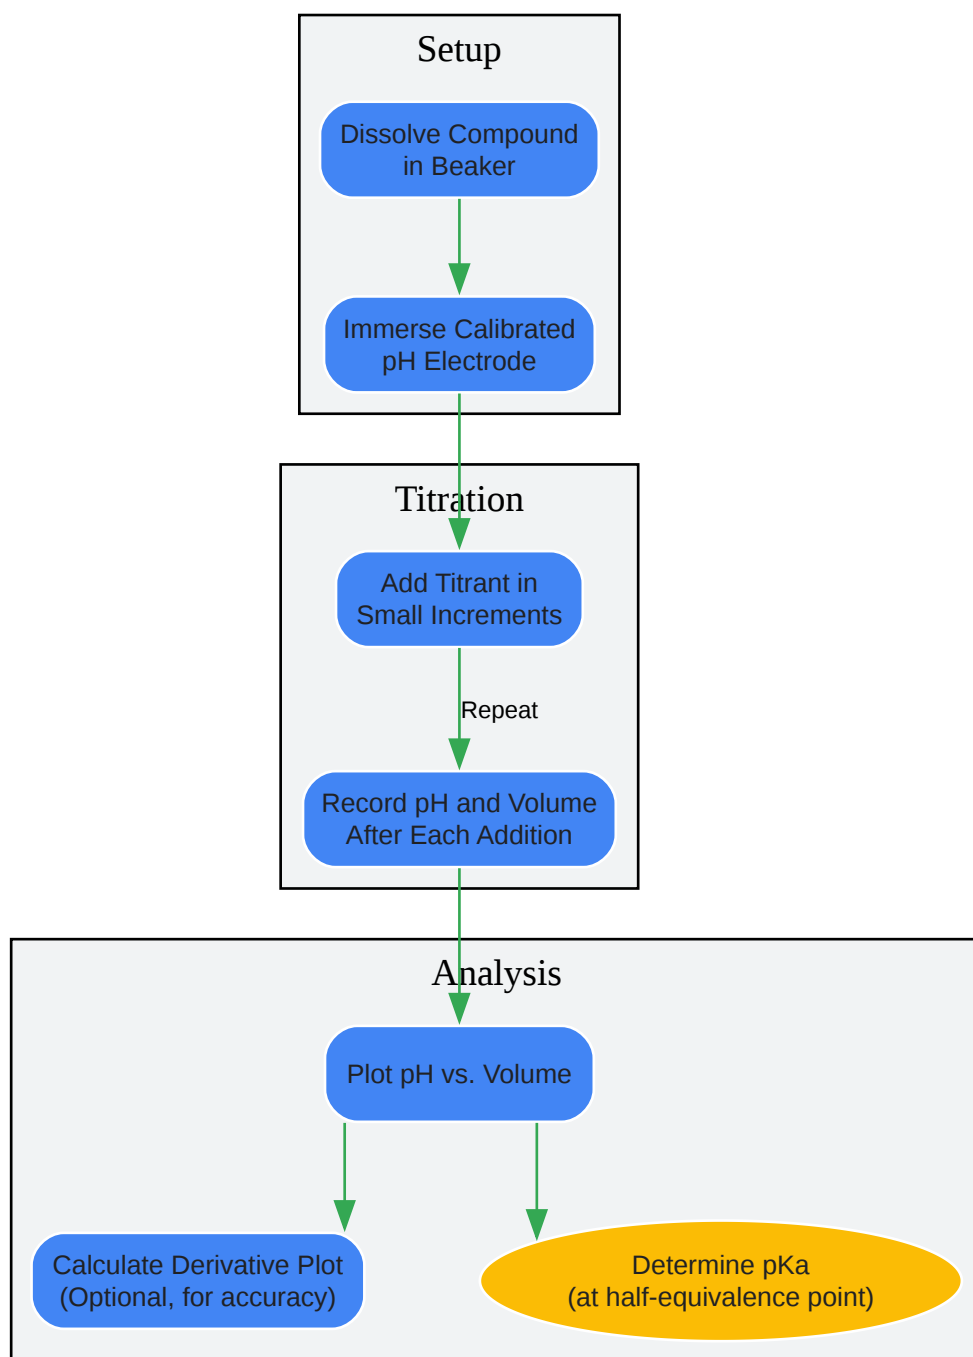 Setup
Dissolve Compound
in Beaker
Immerse Calibrated
pH Electrode
Titration
Add Titrant in
Small Increments
Repeat
Record pH and Volume
After Each Addition
Analysis
Plot pH vs. Volume
Calculate Derivative Plot
(Optional, for accuracy)
Determine pKa
(at half-equivalence point)